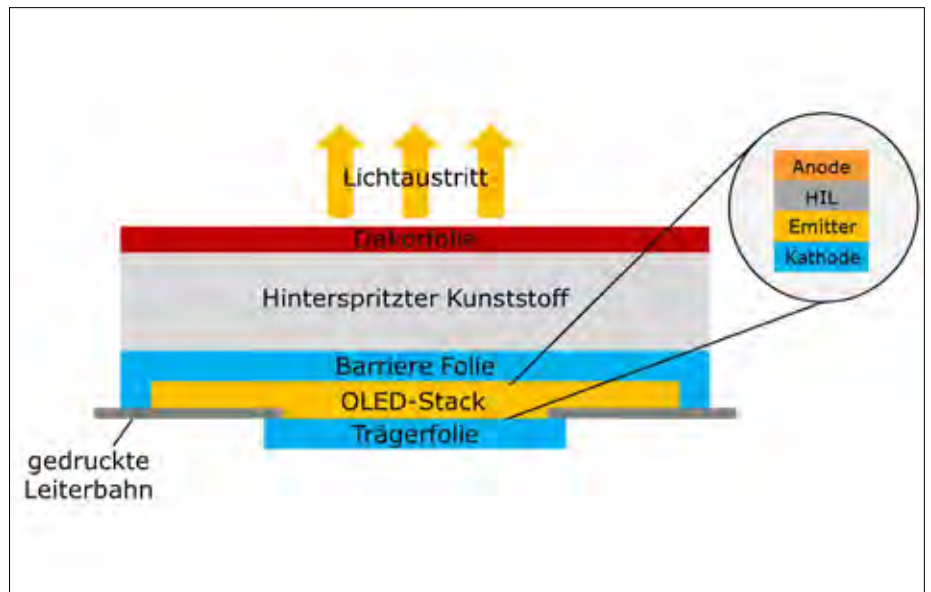 Lichtaustritt
Dekorfolie
Hinterspritzter Kunststoff
Barriere Folie
OLED-Stack
Trägerfolie
gedruckte
Leiterbahn
Anode
HIL
Emitter
Kathode